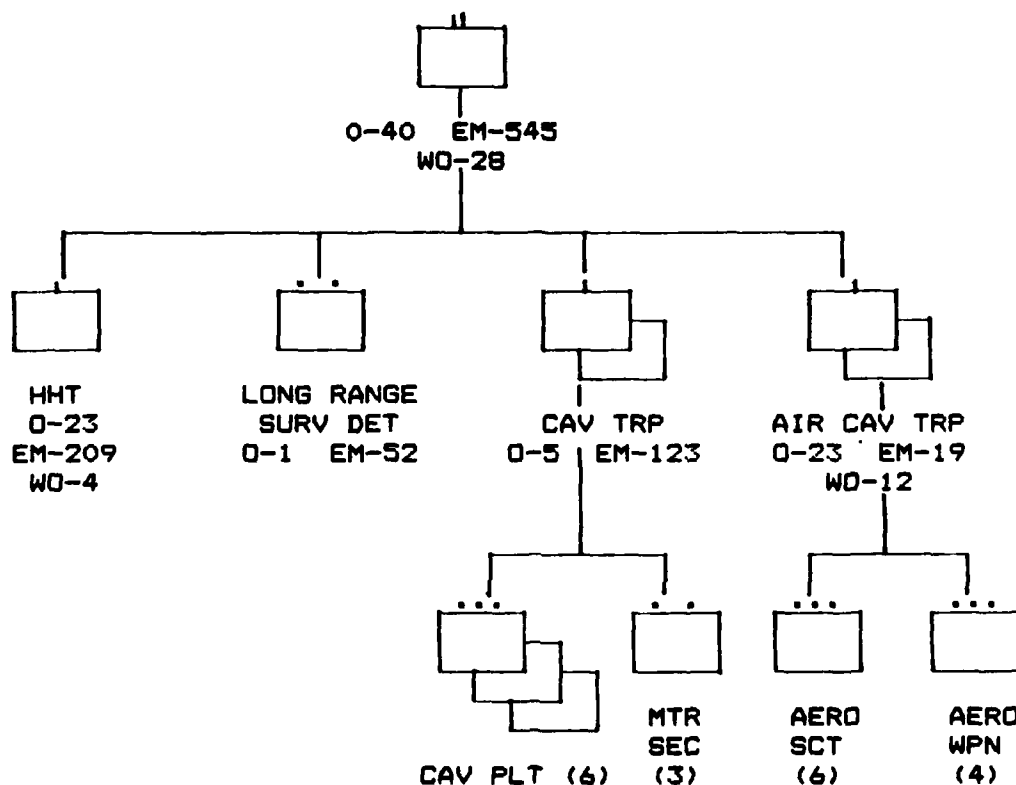 O-40 EM-545
WO-28
HHT
O-23
EM-209
WO-4
LONG RANGE
SURV DET
O-1 EM-52
CAV TRP
O-5 EM-123
AIR CAV TRP
O-23 EM-19
WO-12
CAV PLT (6)
MTR
SEC
(3)
AERO
SCT
(6)
AERO
WPN
(4)